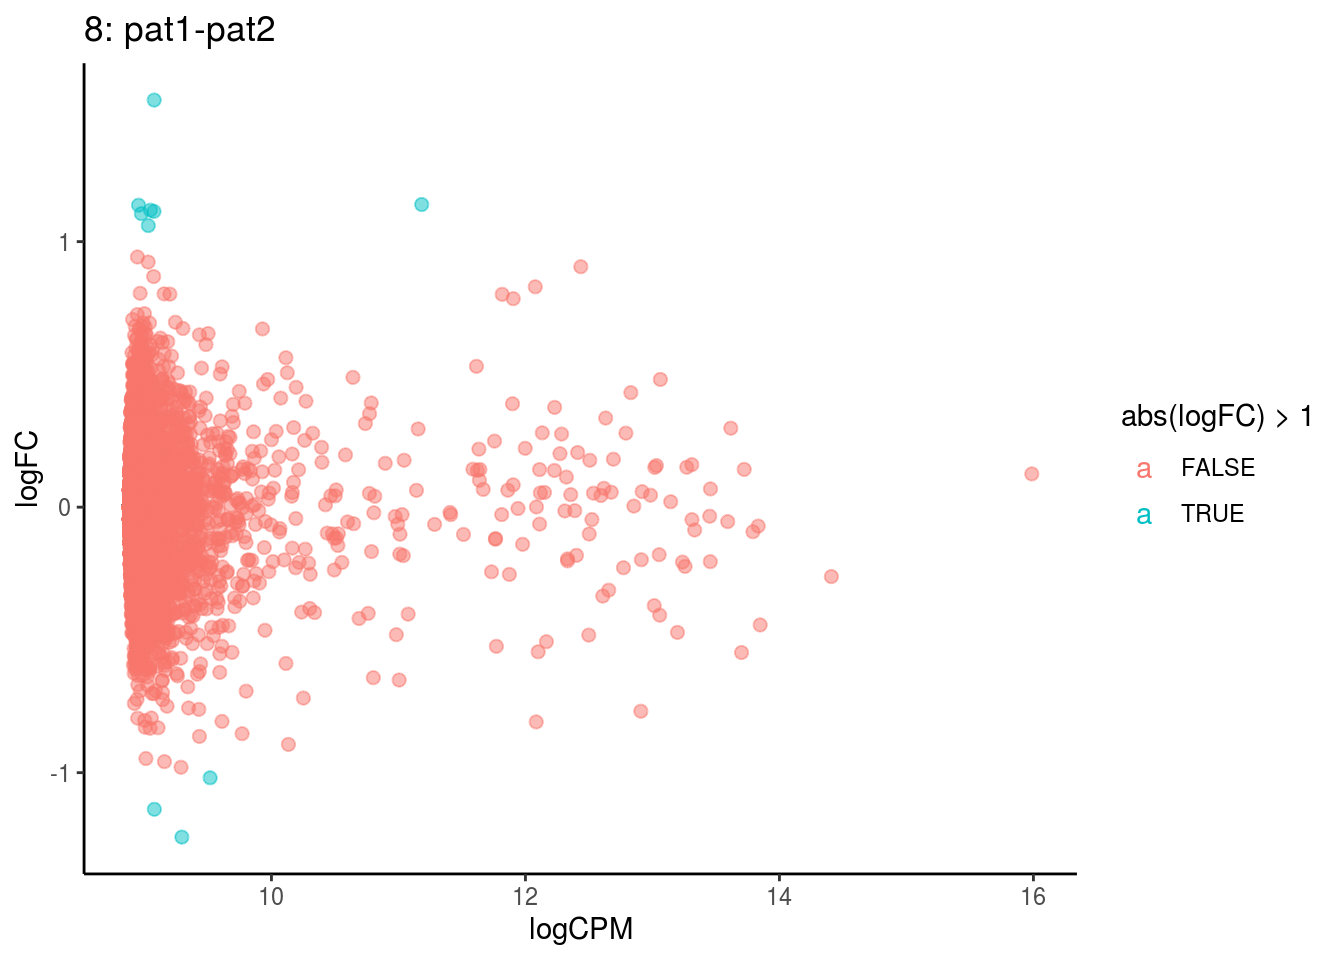 8: pat1-pat2
logFC
1
0
-1
10 12 14 16
logCPM
abs(logFC) > 1
a FALSE
a TRUE